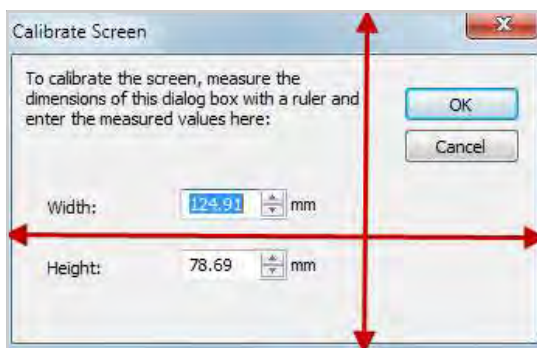 Calibrate Screen
To calibrate the screen, measure the
dimensions of this dialog box with a ruler and
enter the measured values here:
OK
Cancel
Width: 124.91 mm
Height: 78.69 mm